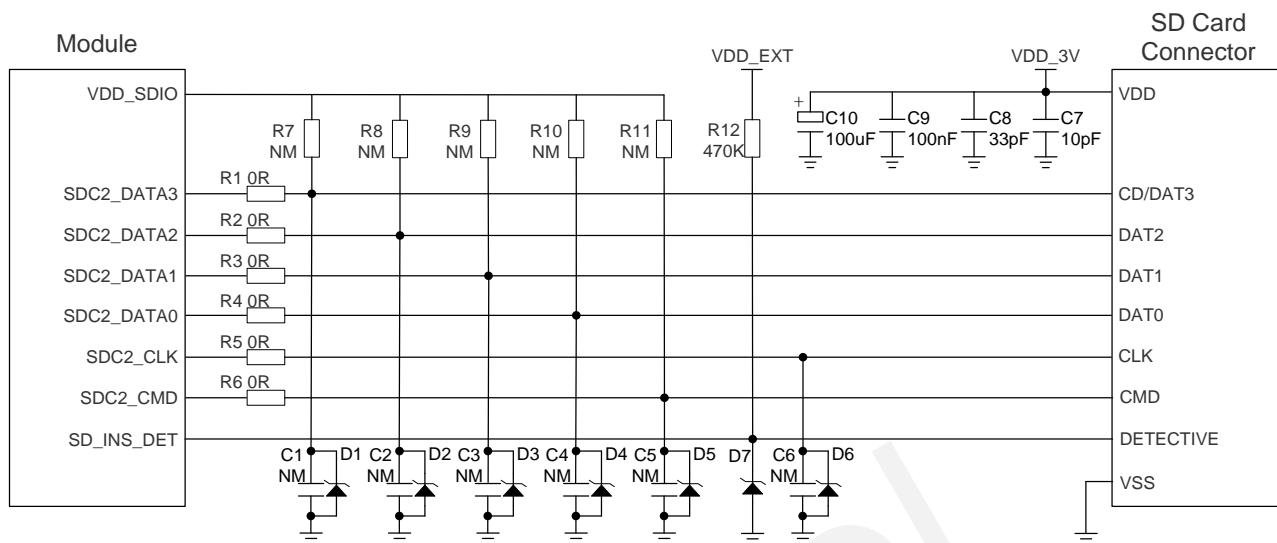 Module
SD Card
Connector
VDD_EXT
VDD_3V
VDD_SDIO
VDD
R7
NM
R8
NM
R9
NM
R10
NM
R11
NM
R12
470K
+
C10
100uF
C9
100nF
C8
33pF
C7
10pF
SDC2_DATA3
R1 0R
CD/DAT3
SDC2_DATA2
R2 0R
DAT2
SDC2_DATA1
R3 0R
DAT1
SDC2_DATA0
R4 0R
DAT0
SDC2_CLK
R5 0R
CLK
SDC2_CMD
R6 0R
CMD
SD_INS_DET
DETECTIVE
C1
NM
D1
C2
NM
D2
C3
NM
D3
C4
NM
D4
C5
NM
D5
D7
C6
NM
D6
VSS